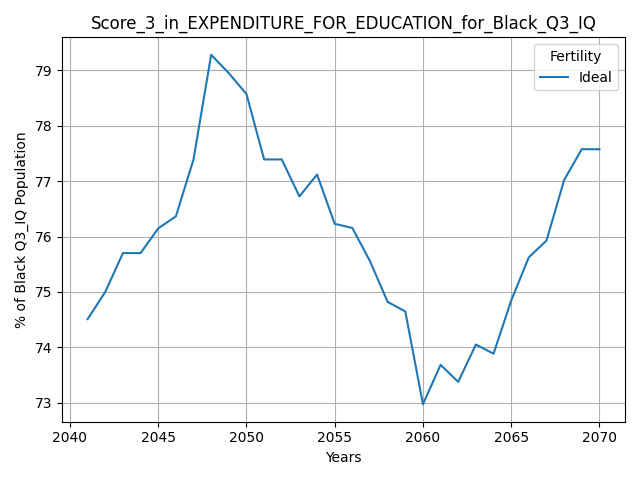 Score_3_in_EXPENDITURE_FOR_EDUCATION_for_Black_Q3_IQ
Fertility
Ideal
% of Black Q3_IQ Population
79
78
77
76
75
74
73
2040
2045
2050
2055
2060
2065
2070
Years